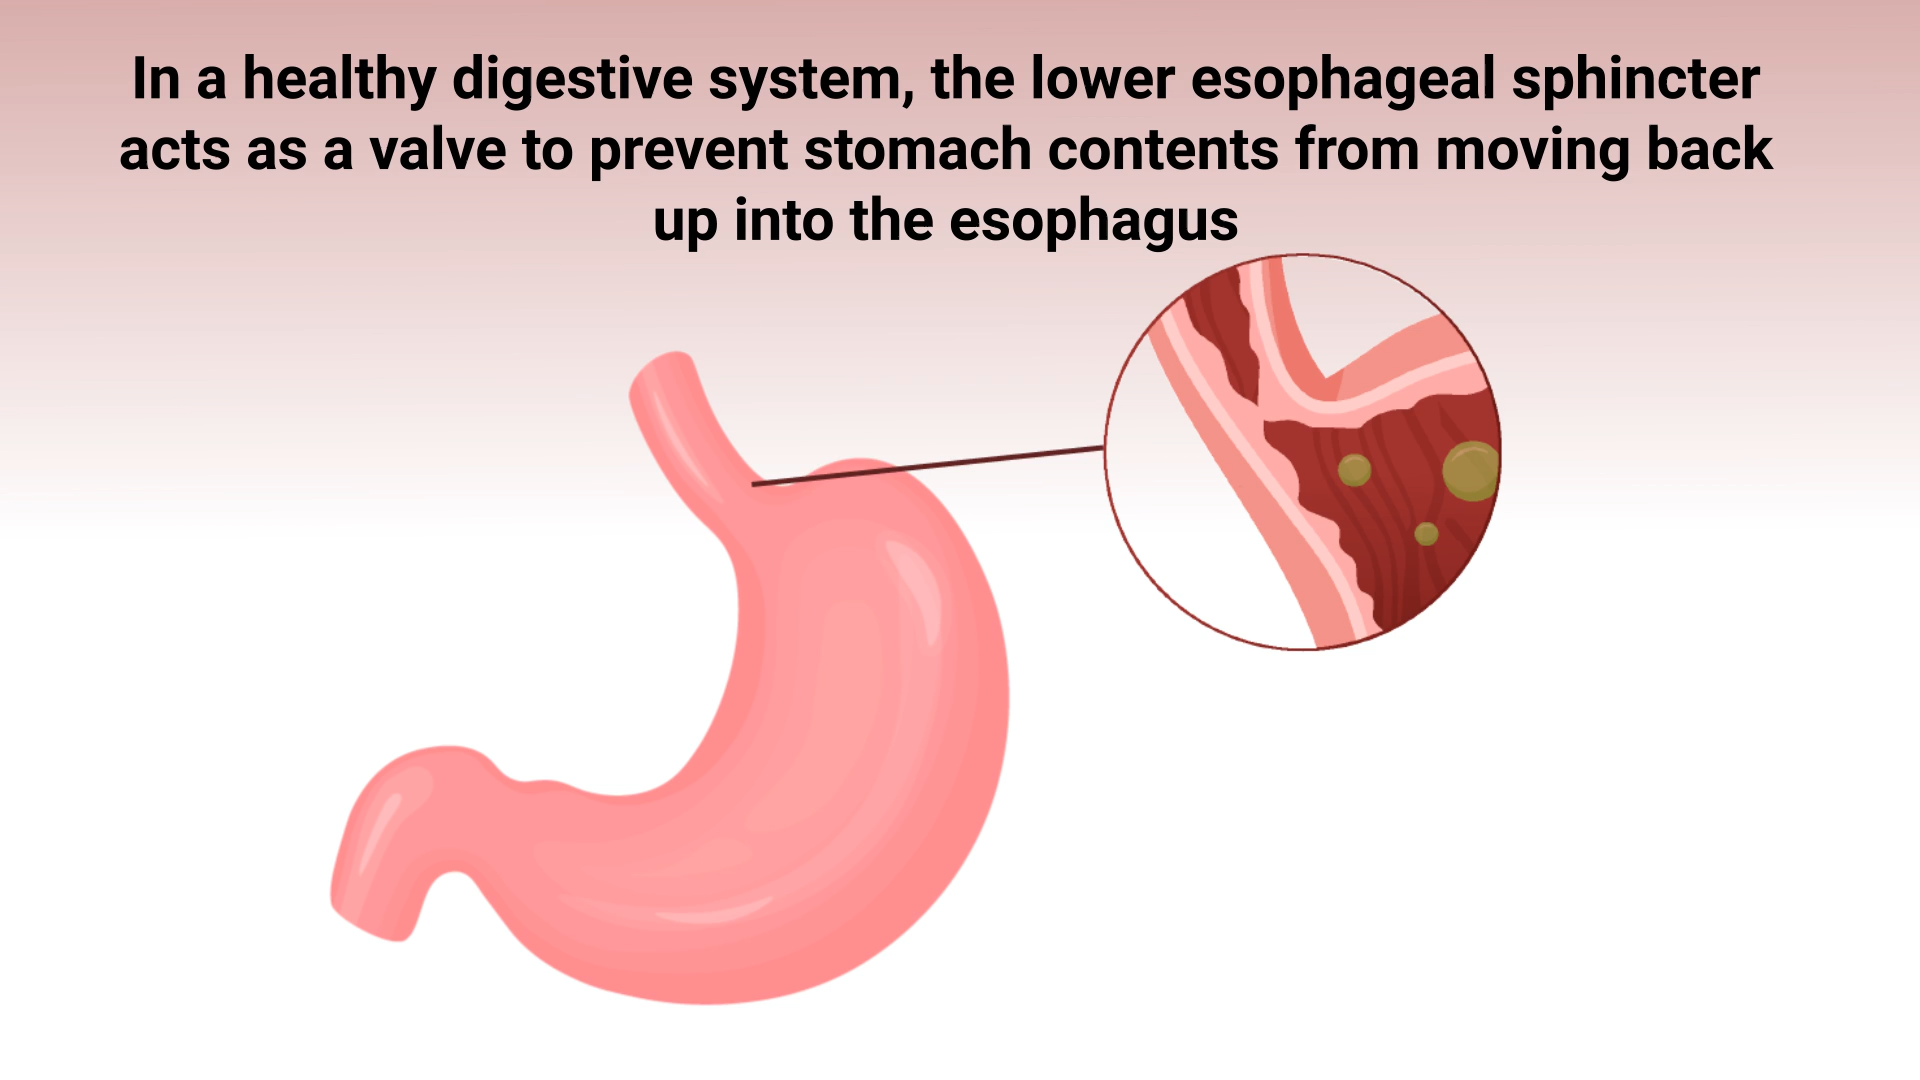 In a healthy digestive system, the lower esophageal sphincter
acts as a valve to prevent stomach contents from moving back
up into the esophagus